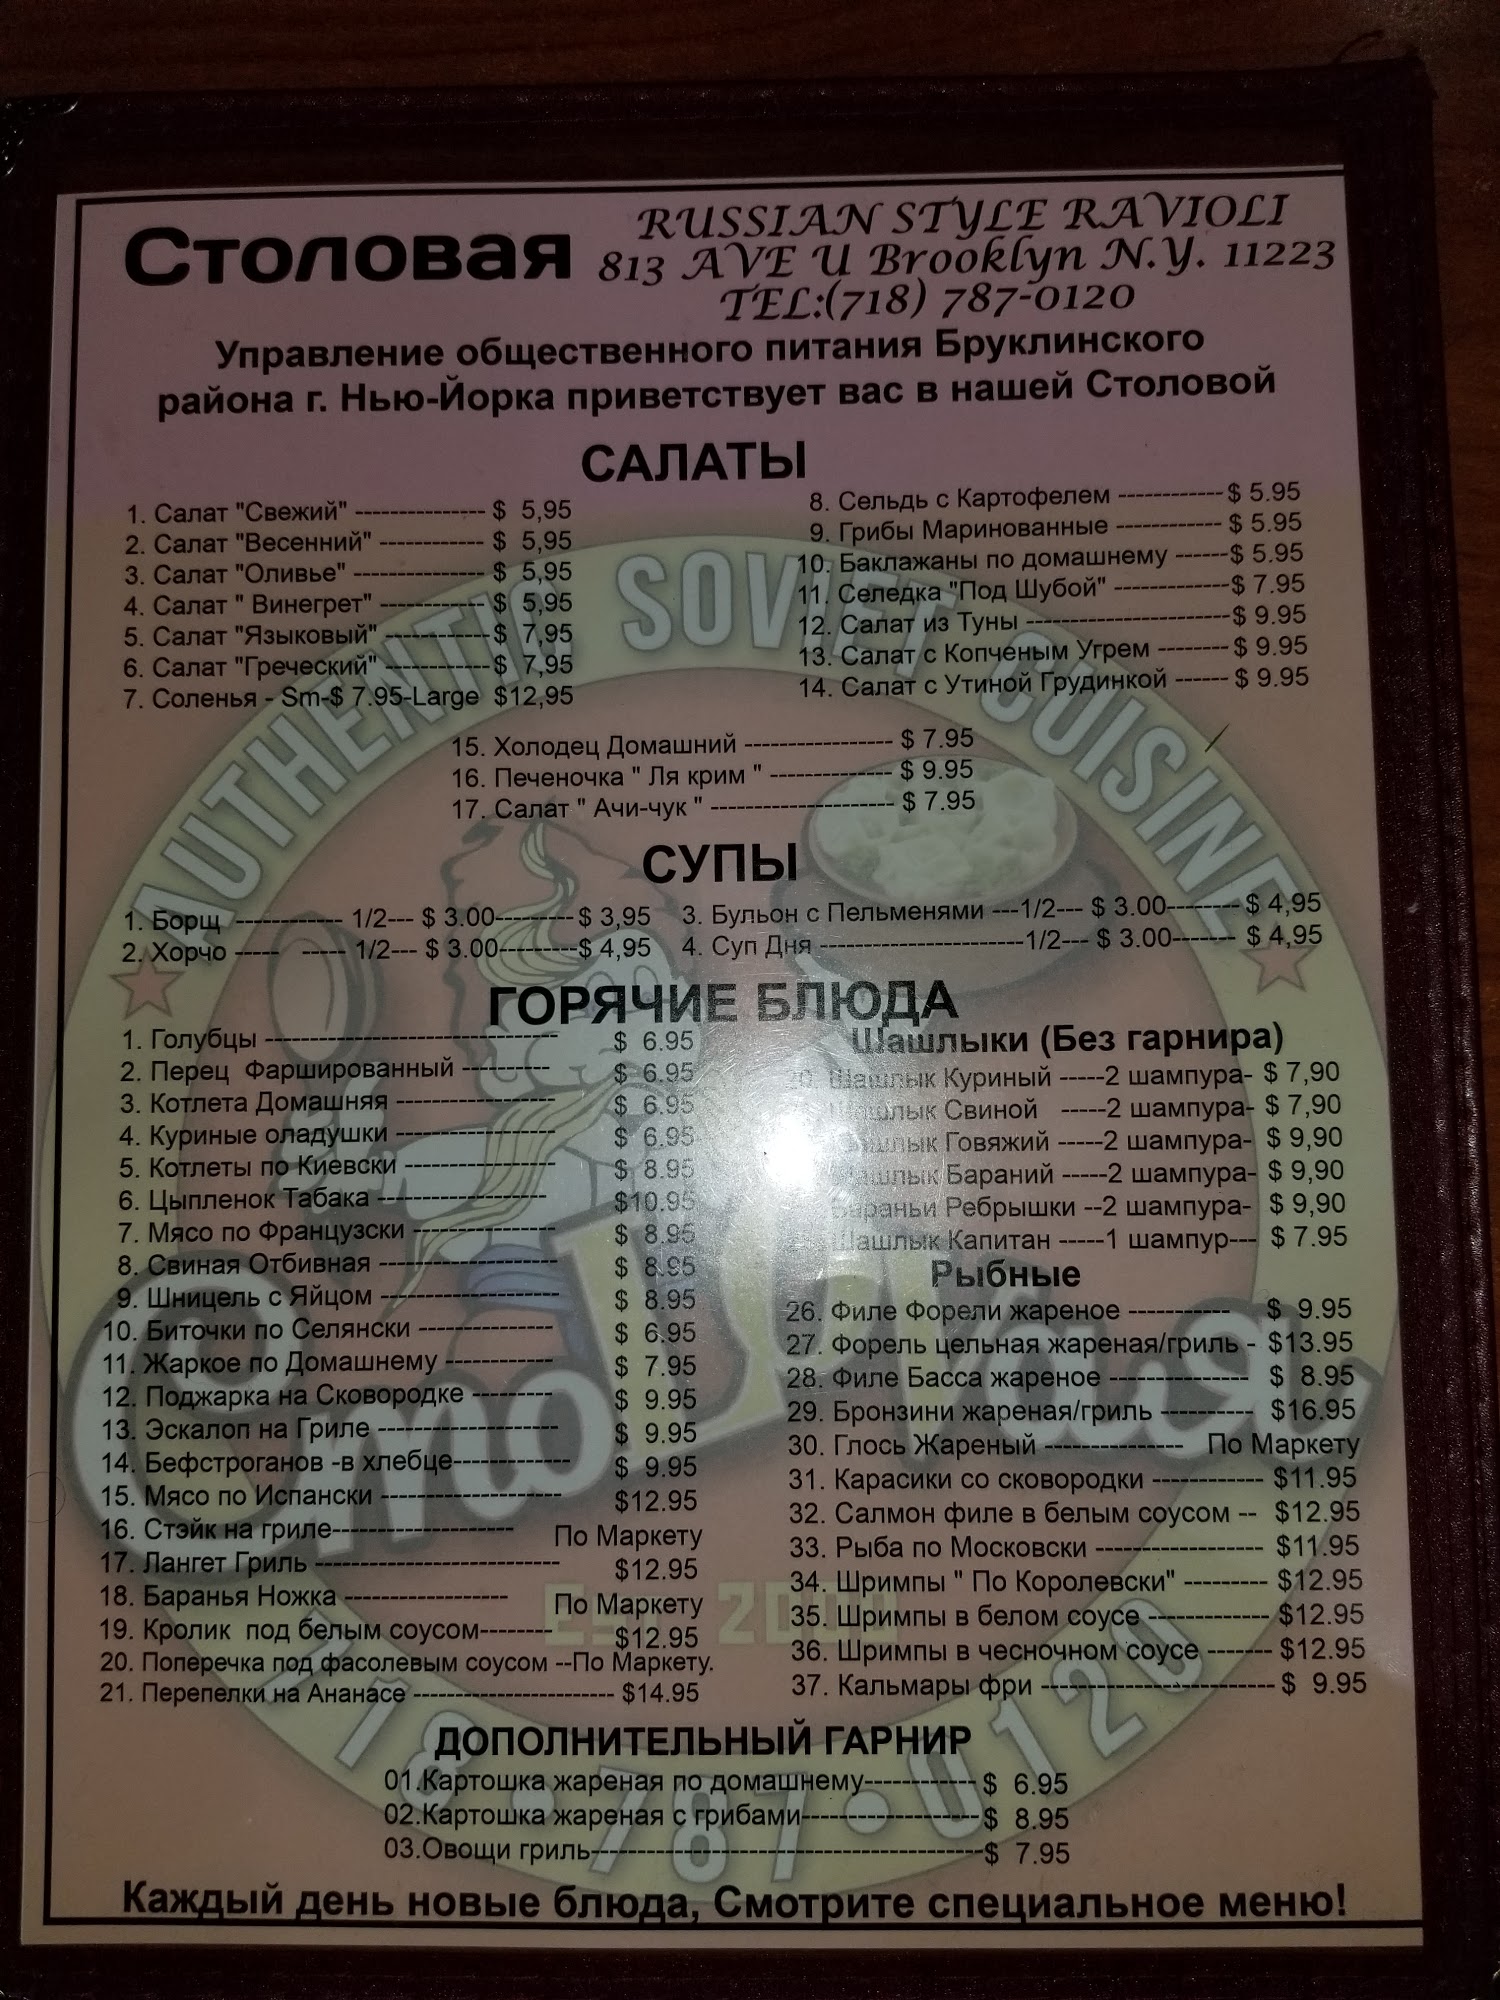 Столовая
RUSSIAN STYLE RAVIOLI
813 AVE U Brooklyn N.Y. 11223
TEL:(718) 787-0120
Управление общественного питания Бруклинского
района г. Нью-Йорка приветствует вас в нашей Столовой
САЛАТЫ
1. Салат "Свежий" --------------- $ 5,95
2. Салат "Весенний" ------------ $ 5,95
3. Салат "Оливье" --------------- $ 5,95
4. Салат " Винегрет" ------------ $ 5,95
5. Салат "Языковый" ------------$ 7,95
6. Салат "Греческий" ------------$ 7,95
7. Соленья - Sm-$ 7.95-Large $12,95
8. Сельдь с Картофелем ------------$ 5.95
9. Грибы Маринованные ------------ $ 5.95
10. Баклажаны по домашнему ------$ 5.95
11. Селедка "Под Шубой" -------------$ 7.95
12. Салат из Туны -----------------------$ 9.95
13. Салат с Копченым Угрем -------- $ 9.95
14. Салат с Утиной Грудинкой ------ $ 9.95
15. Холодец Домашний ----------------- $ 7.95
16. Печеночка " Ля крим " -------------- $ 9.95
17. Салат " Ачи-чук " --------------------- $ 7.95
СУПЫ
1. Борщ ------------ 1/2--- $ 3.00---------$ 3,95
2. Хорчо ----- ----- 1/2--- $ 3.00---------$ 4,95
3. Бульон с Пельменями ---1/2--- $ 3.00--------$ 4,95
4. Суп Дня -----------------------1/2--- $ 3.00------- $ 4,95
ГОРЯЧИЕ БЛЮДА
1. Голубцы --------------------------------- $ 6.95
2. Перец Фаршированный ---------- $ 6.95
3. Котлета Домашняя ------------------ $ 6.95
4. Куриные оладушки ------------------ $ 6.95
5. Котлеты по Киевски ----------------- $ 8.95
6. Цыпленок Табака ------------------- $10.95
7. Мясо по Французски ---------------- $ 8.95
8. Свиная Отбивная -------------------- $ 8.95
9. Шницель с Яйцом -------------------- $ 8.95
10. Биточки по Селянски --------------- $ 6.95
11. Жаркое по Домашнему ------------ $ 7.95
12. Поджарка на Сковородке --------- $ 9.95
13. Эскалоп на Гриле -------------------- $ 9.95
14. Бефстроганов -в хлебце------------- $ 9.95
15. Мясо по Испански -------------------- $12.95
16. Стэйк на гриле--------------------- По Маркету
17. Лангет Гриль --------------------------- $12.95
18. Баранья Ножка ------------------ По Маркету
19. Кролик под белым соусом-------- $12.95
20. Поперечка под фасолевым соусом --По Маркету.
21. Перепелки на Ананасе ----------------------- $14.95
Шашлыки (Без гарнира)
Шашлык Куриный -----2 шампура- $ 7,90
Шашлык Свиной -----2 шампура- $ 7,90
Шашлык Говяжий -----2 шампура- $ 9,90
Шашлык Бараний -----2 шампура- $ 9,90
Бараньи Ребрышки --2 шампура- $ 9,90
Шашлык Капитан -----1 шампур--- $ 7.95
Рыбные
26. Филе Форели жареное ------------ $ 9.95
27. Форель цельная жареная/гриль - $13.95
28. Филе Басса жареное --------------- $ 8.95
29. Бронзини жареная/гриль ---------- $16.95
30. Глось Жареный --------------- По Маркету
31. Карасики со сковородки ------------ $11.95
32. Салмон филе в белым соусом -- $12.95
33. Рыба по Московски ------------------ $11.95
34. Шримпы " По Королевски" --------- $12.95
35. Шримпы в белом соусе -------------$12.95
36. Шримпы в чесночном соусе ------- $12.95
37. Кальмары фри -------------------------- $ 9.95
ДОПОЛНИТЕЛЬНЫЙ ГАРНИР
01.Картошка жареная по домашнему------------ $ 6.95
02.Картошка жареная с грибами-------------------$ 8.95
03.Овощи гриль------------------------------------------$ 7.95
Каждый день новые блюда, Смотрите специальное меню!
AUTHENTIC SOVIET CUISINE
718•787•0120